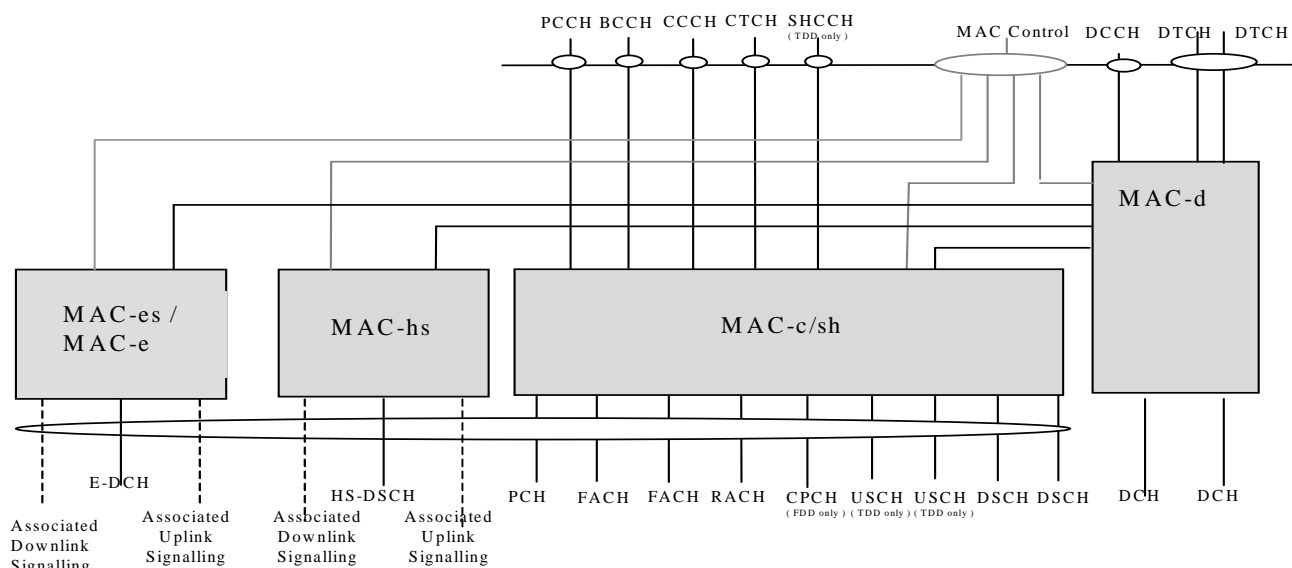 PCCH BCCH CCCH CTCH SHCCH MAC Control DCCH DTCH DTCH
( TDD only )
MAC-d
MAC-es /
MAC-e
MAC-hs
MAC-c/sh
E-DCH
HS-DSCH
PCH FACH FACH RACH CPCH USCH USCH DSCH DSCH DCH DCH
( FDD only ) ( TDD only ) ( TDD only )
Associated
Downlink
Signalling
Associated
Uplink
Signalling
Associated
Downlink
Signalling
Associated
Uplink
Signalling